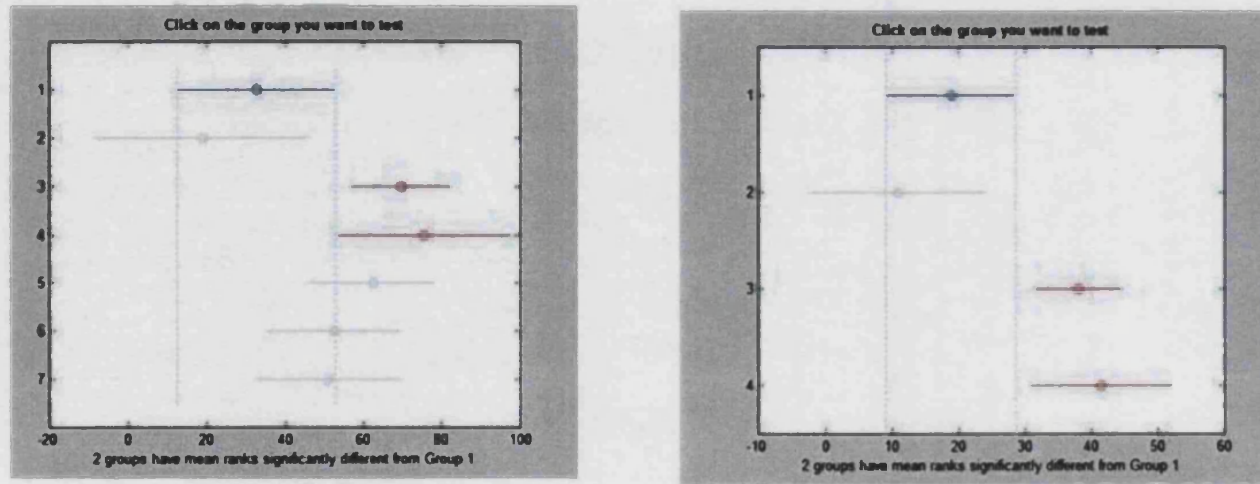 Click on the group you want to test
1
2
3
4
5
6
7
-20 0 20 40 60 80 100
2 groups have mean ranks significantly different from Group 1
Click on the group you want to test
1
2
3
4
-10 0 10 20 30 40 50 60
2 groups have mean ranks significantly different from Group 1